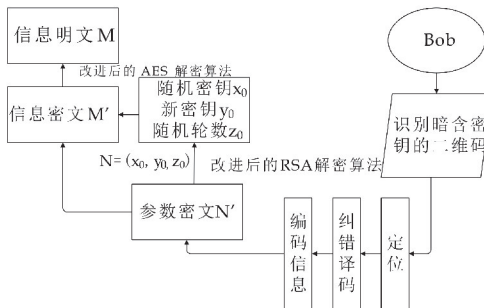 信息明文M
Bob
改进后的 AES 解密算法
信息密文M′
随机密钥x₀
新密钥y₀
随机轮数z₀
识别暗含密
钥的二维码
N= (x₀, y₀, z₀)
改进后的RSA解密算法
参数密文N′
编码信息
纠错译码
定位